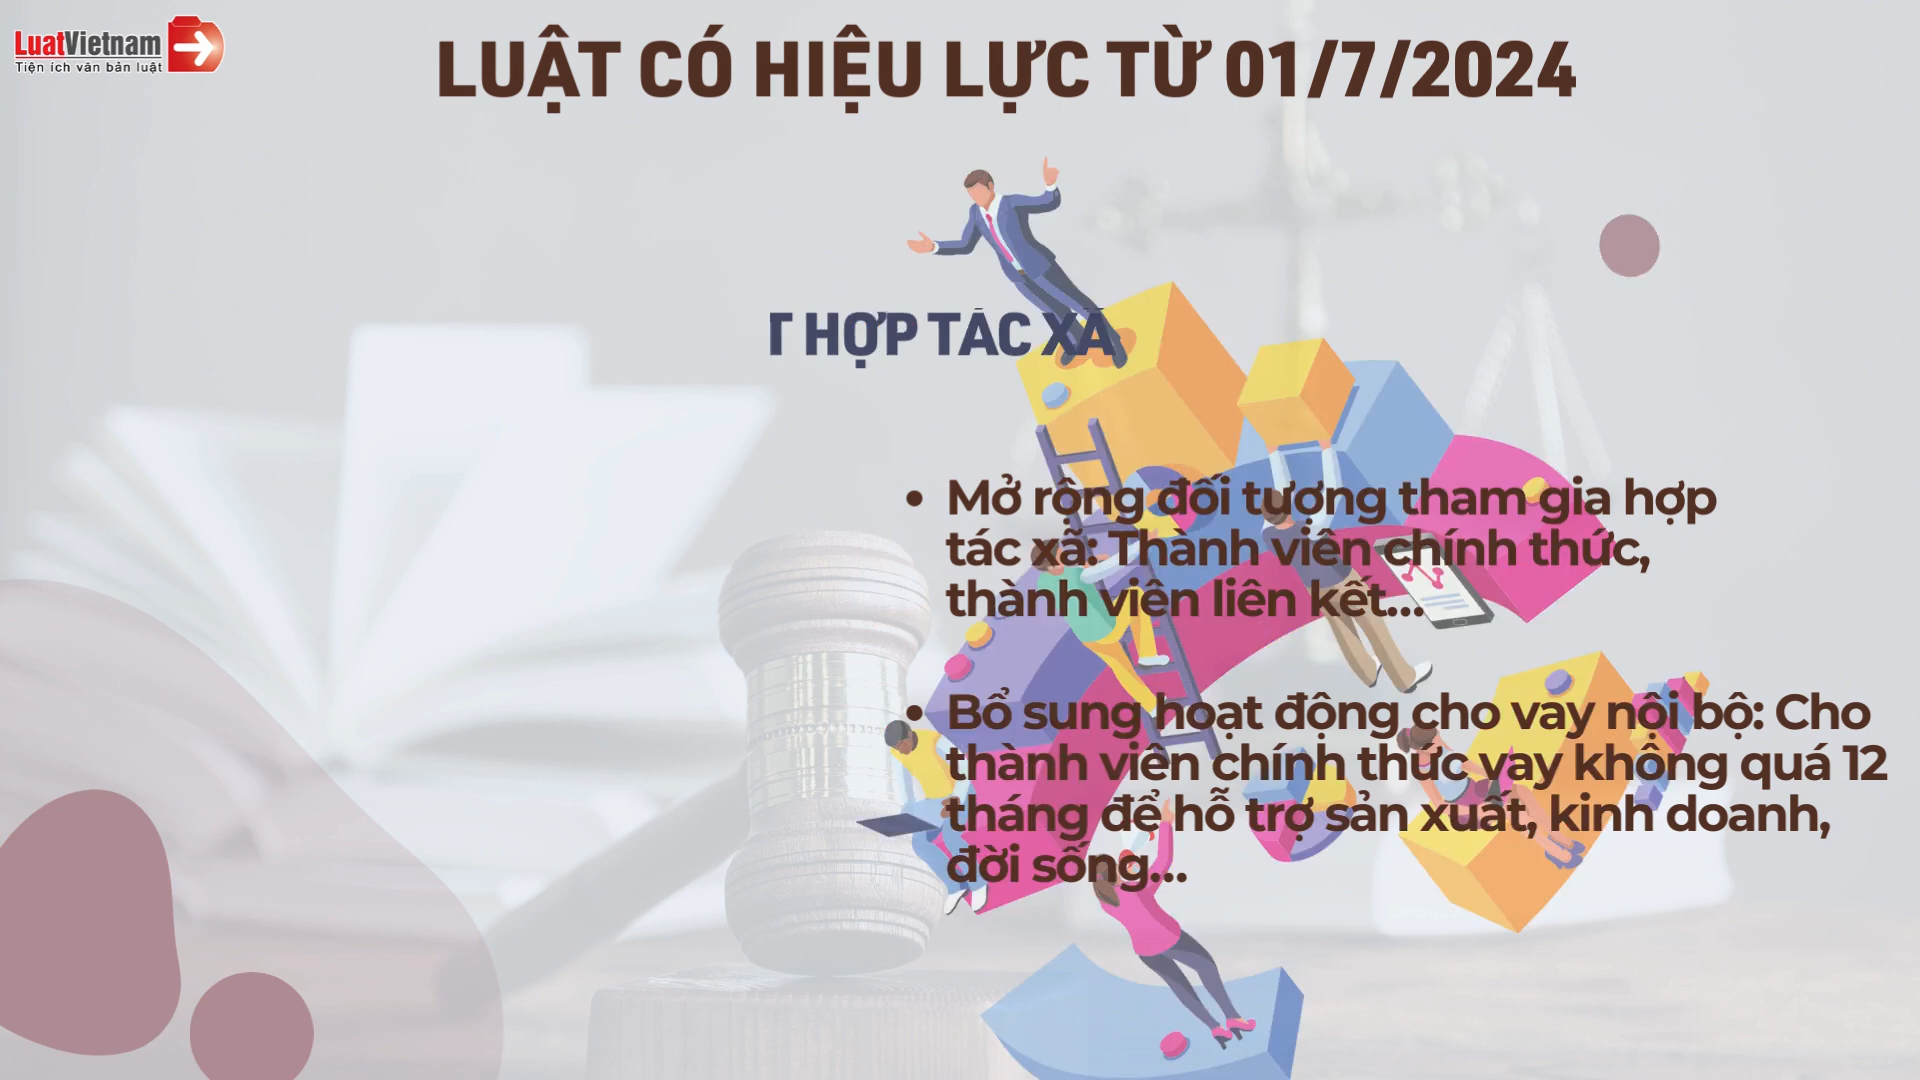 LuatVietnam
Tiện ích văn bản luật
LUẬT CÓ HIỆU LỰC TỪ 01/7/2024
T HỢP TÁC XÃ
• Mở rộng đối tượng tham gia hợp
tác xã: Thành viên chính thức,
thành viên liên kết...
• Bổ sung hoạt động cho vay nội bộ: Cho
thành viên chính thức vay không quá 12
tháng để hỗ trợ sản xuất, kinh doanh,
đời sống...